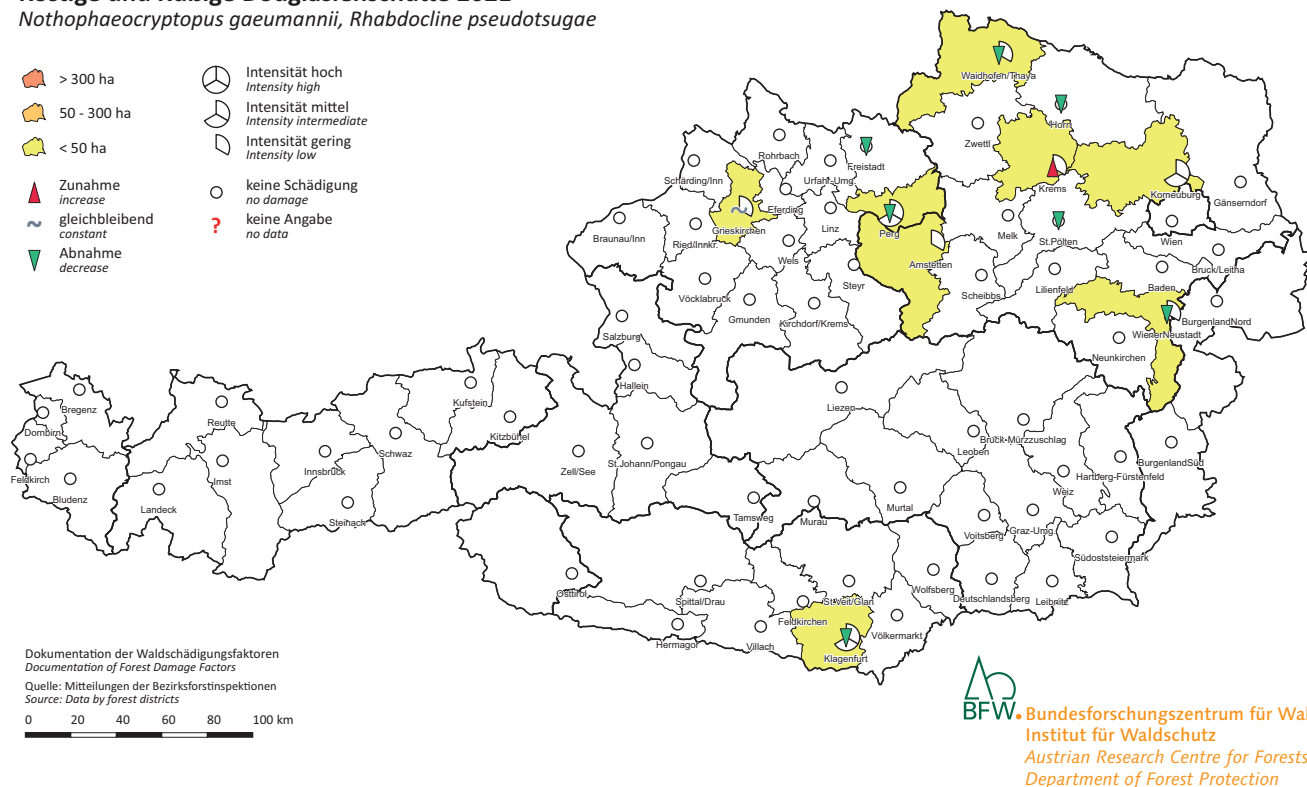 Nothophaeocryptopus gaeumannii, Rhabdocline pseudotsugae
> 300 ha
50 - 300 ha
< 50 ha
Zunahme
increase
gleichbleibend
constant
Abnahme
decrease
Intensität hoch
Intensity high
Intensität mittel
Intensity intermediate
Intensität gering
Intensity low
keine Schädigung
no damage
? keine Angabe
no data
Waidhofen/Thaya
Horn
Zwettl
Krems
Korneuburg
Gänserndorf
Rohrbach
Freistadt
Schärding/Inn
Urfahr-Umg.
Eferding
Grieskirchen
Linz
Perg
Braunau/Inn
Ried/Innkr.
Wels
Amstetten
Melk
St.Pölten
Wien
Bruck/Leitha
Steyr
Scheibbs
Lilienfeld
Baden
Vöcklabruck
Gmunden
Kirchdorf/Krems
BurgenlandNord
WienerNeustadt
Neunkirchen
Salzburg
Hallein
Liezen
Kufstein
Kitzbühel
Bregenz
Dornbirn
Reutte
Feldkirch
Bludenz
Landeck
Imst
Innsbruck
Schwaz
Steinach
Zell/See
St.Johann/Pongau
Tamsweg
Murau
Murtal
Leoben
Bruck-Mürzzuschlag
Weiz
Hartberg-Fürstenfeld
BurgenlandSüd
Voitsberg
Graz-Umg.
Südoststeiermark
Deutschlandsberg
Leibnitz
Osttirol
Spittal/Drau
Hermagor
Villach
Feldkirchen
St.Veit/Glan
Wolfsberg
Völkermarkt
Klagenfurt
Dokumentation der Waldschädigungsfaktoren
Documentation of Forest Damage Factors
Quelle: Mitteilungen der Bezirksforstinspektionen
Source: Data by forest districts
0 20 40 60 80 100 km
BFW.
Bundesforschungszentrum für Wal
Institut für Waldschutz
Austrian Research Centre for Forests
Department of Forest Protection